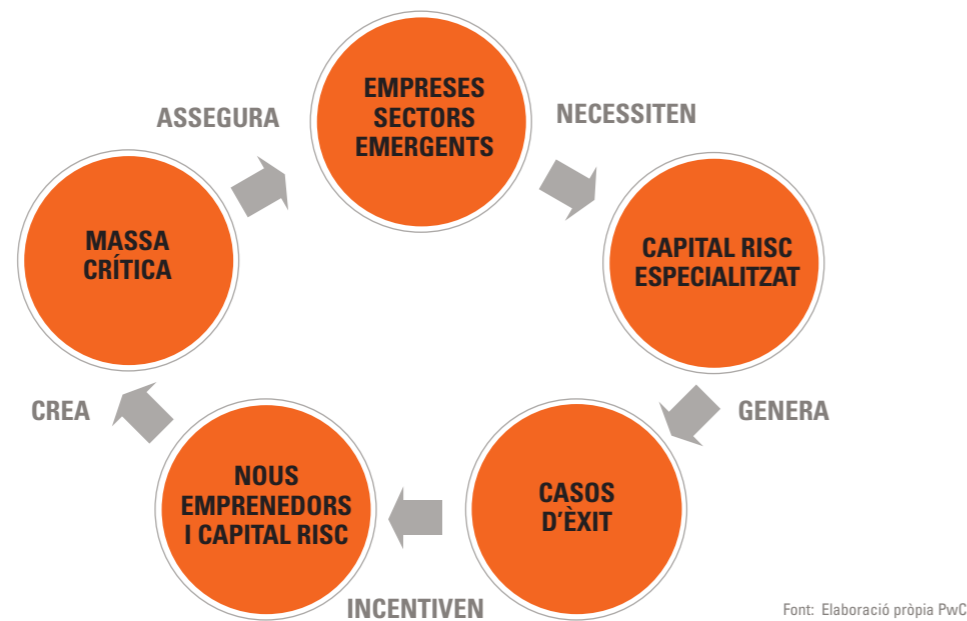 EMPRESES
SECTORS
EMERGENTS
NECESSITEN
CAPITAL RISC
ESPECIALITZAT
GENERA
CASOS
D'ÈXIT
INCENTIVEN
NOUS
EMPRENEDORS
I CAPITAL RISC
CREA
MASSA
CRÍTICA
ASSEGURA
Font: Elaboració pròpia PwC